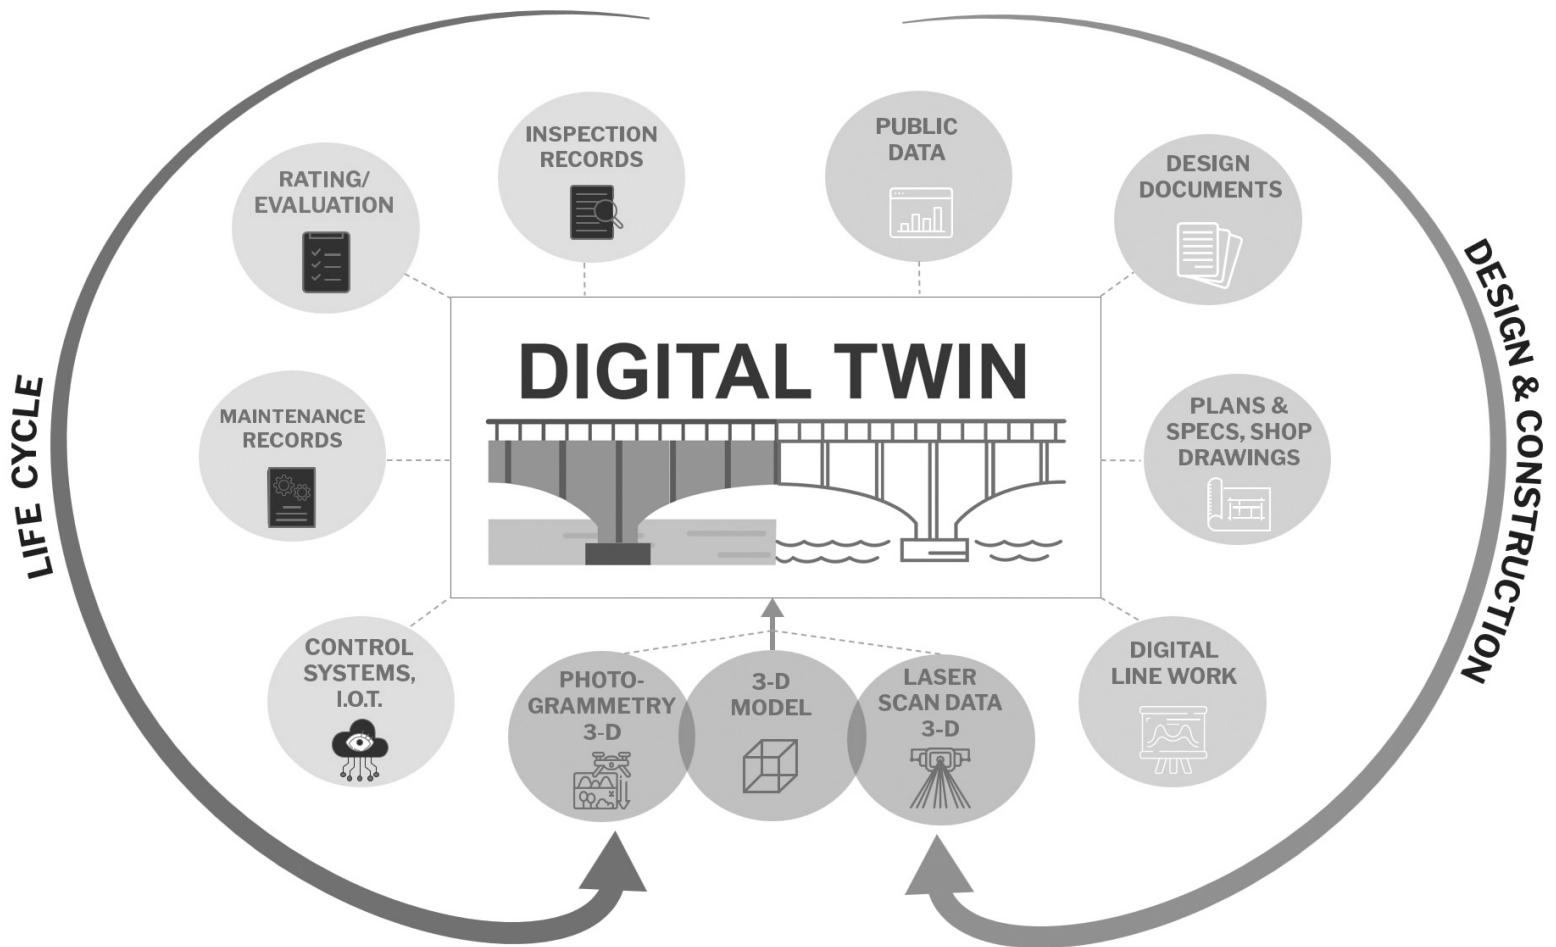 INSPECTION
RECORDS
PUBLIC
DATA
RATING/
EVALUATION
DESIGN
DOCUMENTS
DIGITAL TWIN
LIFE CYCLE
DESIGN & CONSTRUCTION
MAINTENANCE
RECORDS
PLANS &
SPECS, SHOP
DRAWINGS
CONTROL
SYSTEMS,
I.O.T.
PHOTO-
GRAMMETRY
3-D
3-D
MODEL
LASER
SCAN DATA
3-D
DIGITAL
LINE WORK